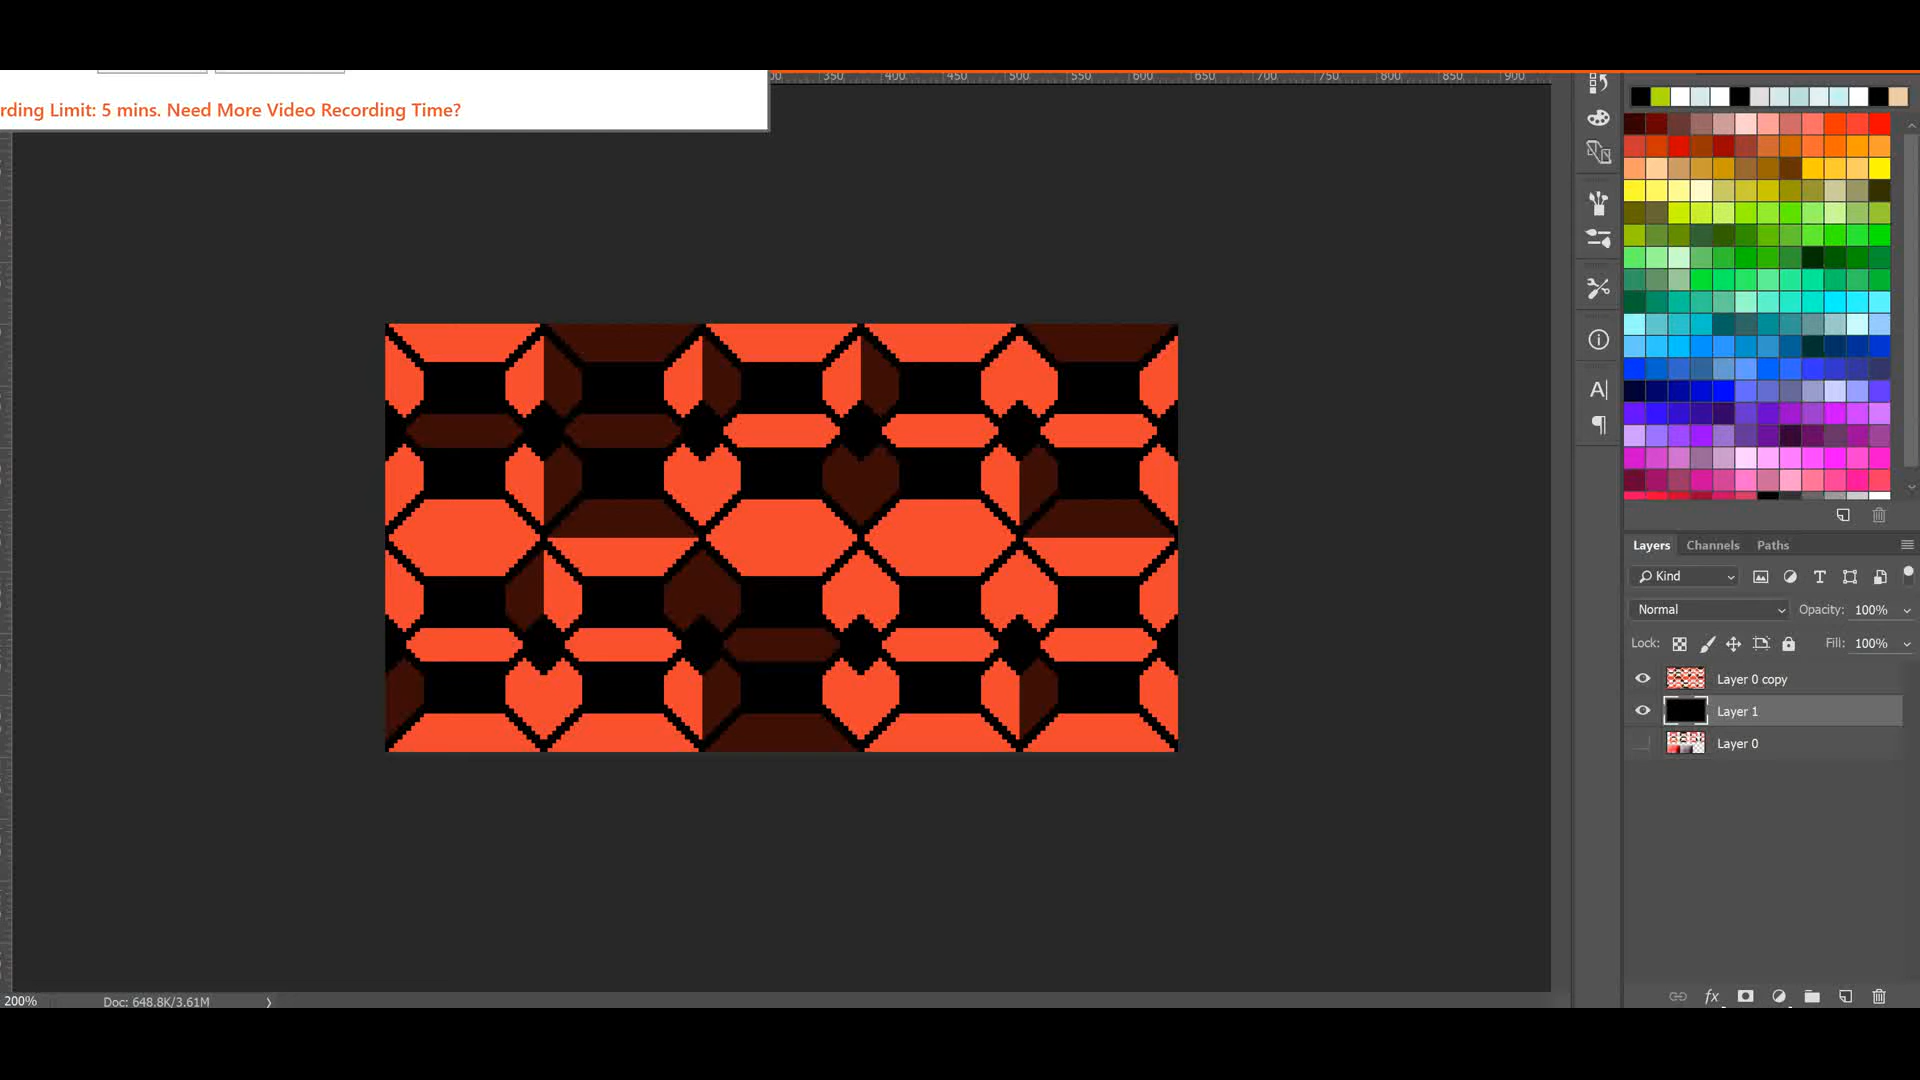 350 400 450 500 550 600 650 700 750 800 850 900
rding Limit: 5 mins. Need More Video Recording Time?
Layers Channels Paths
Kind
Normal Opacity: 100%
Lock: Fill: 100%
Layer 0 copy
Layer 1
Layer 0
200% Doc: 648.8K/3.61M
fx